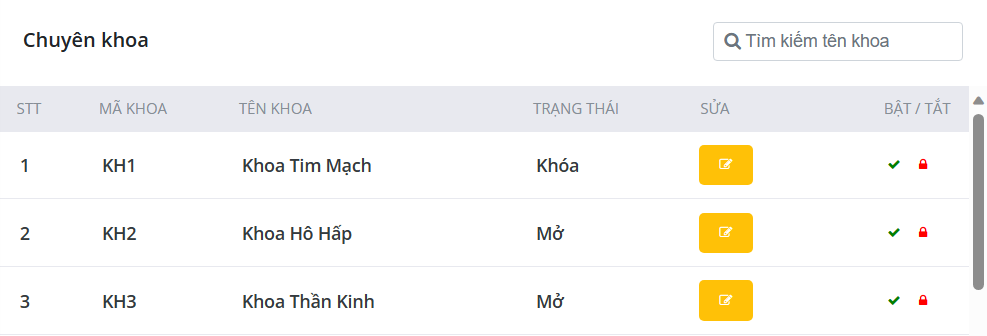 Chuyên khoa
Tìm kiếm tên khoa
STT MÃ KHOA TÊN KHOA TRẠNG THÁI SỬA BẬT / TẮT
1 KH1 Khoa Tim Mạch Khóa
2 KH2 Khoa Hô Hấp Mở
3 KH3 Khoa Thần Kinh Mở